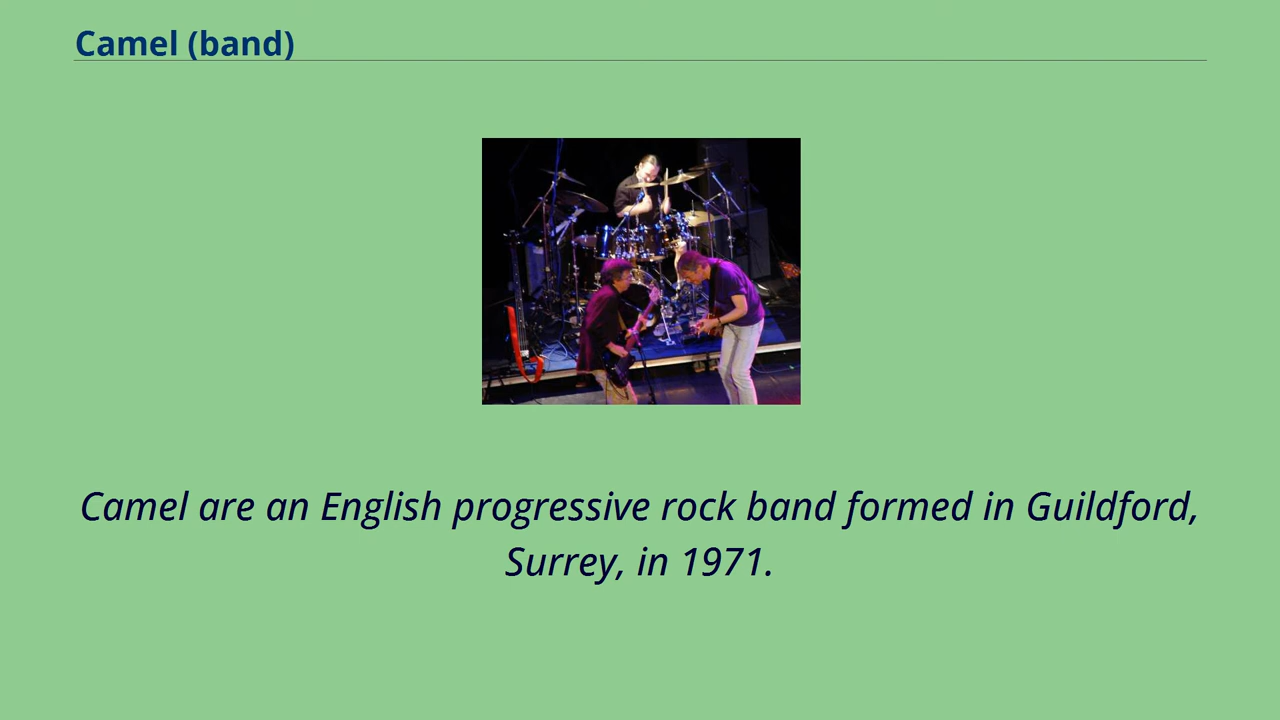 Camel (band)
Camel are an English progressive rock band formed in Guildford,
Surrey, in 1971.